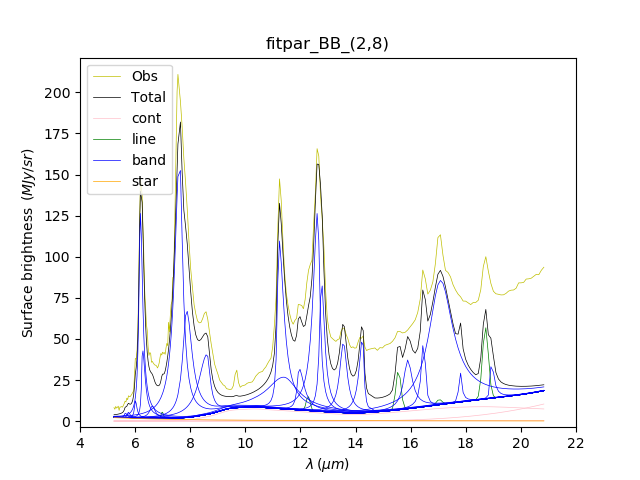 fitpar_BB_(2,8)
Obs
Total
cont
line
band
star
Surface brightness (MJy/sr)
200
175
150
125
100
75
50
25
0
4 6 8 10 12 14 16 18 20 22
λ (μm)